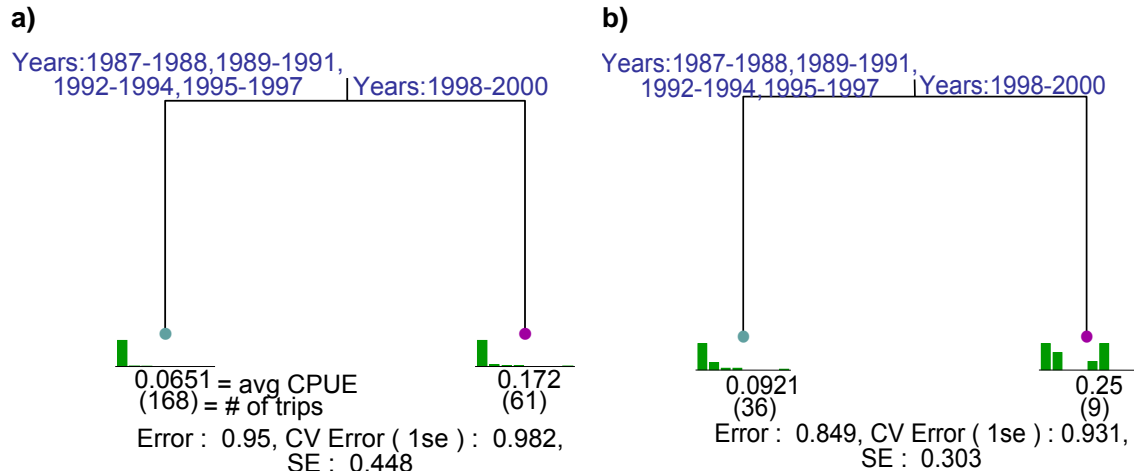 a)
Years:1987-1988,1989-1991,
1992-1994,1995-1997
Years:1998-2000
0.0651 = avg CPUE
(168) = # of trips
0.172
(61)
Error : 0.95, CV Error ( 1se ) : 0.982,
SE : 0.448
b)
Years:1987-1988,1989-1991,
1992-1994,1995-1997
Years:1998-2000
0.0921
(36)
0.25
(9)
Error : 0.849, CV Error ( 1se ) : 0.931,
SE : 0.303